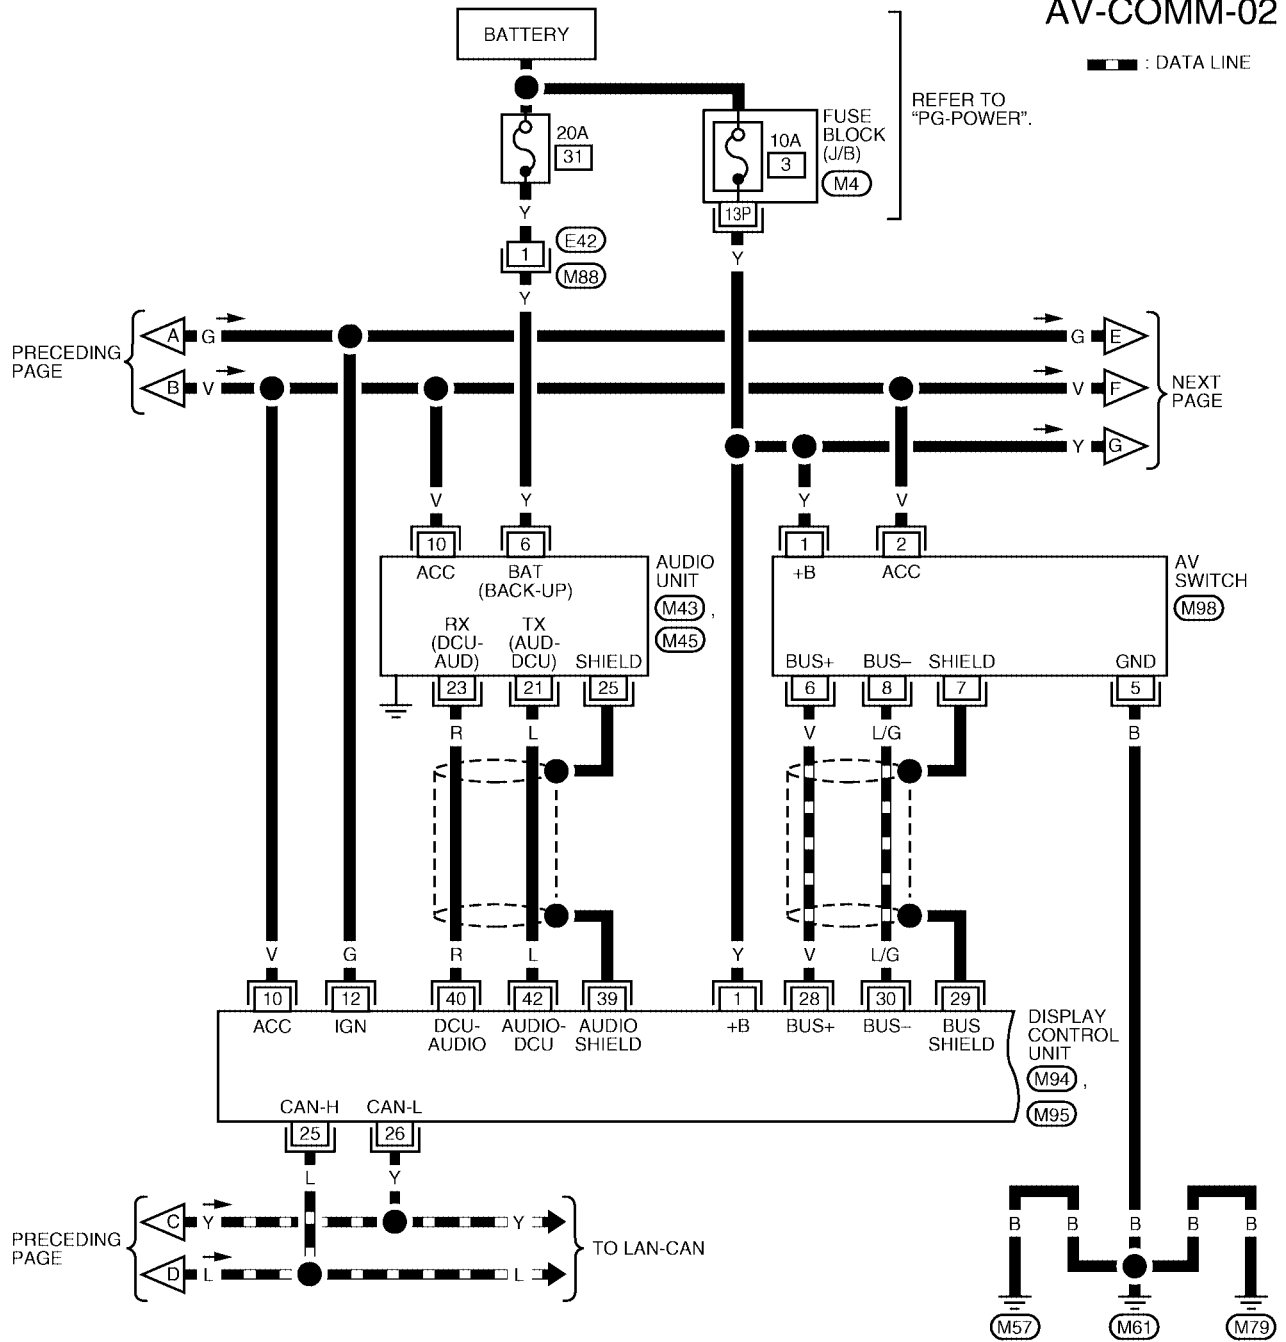 AV-COMM-02
: DATA LINE
BATTERY
REFER TO
“PG-POWER”.
20A
31
10A
3
FUSE
BLOCK
(J/B)
M4
13P
Y
1
E42
M88
Y
Y
PRECEDING
PAGE
A G
B V
G E
V F
Y G
NEXT
PAGE
V
Y
Y
V
10
6
1
2
ACC
BAT
(BACK-UP)
+B
ACC
AUDIO
UNIT
M43 ,
M45
AV
SWITCH
M98
RX
(DCU-
AUD)
TX
(AUD-
DCU)
SHIELD
BUS+
BUS–
SHIELD
GND
23
21
25
6
8
7
5
R
L
V
L/G
B
V
G
R
L
Y
V
L/G
10
12
40
42
39
1
28
30
29
ACC
IGN
DCU-
AUDIO
AUDIO-
DCU
AUDIO
SHIELD
+B
BUS+
BUS–
BUS
SHIELD
DISPLAY
CONTROL
UNIT
M94 ,
M95
CAN-H
CAN-L
25
26
L
Y
PRECEDING
PAGE
C Y
D L
Y
L
TO LAN-CAN
B
B
B
B
B
M57
M61
M79